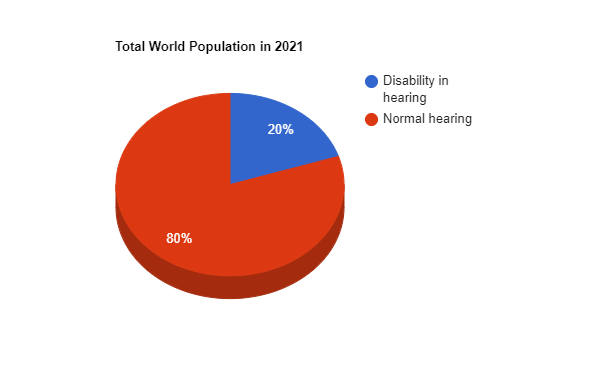 Total World Population in 2021
Disability in
hearing
Normal hearing
20%
80%